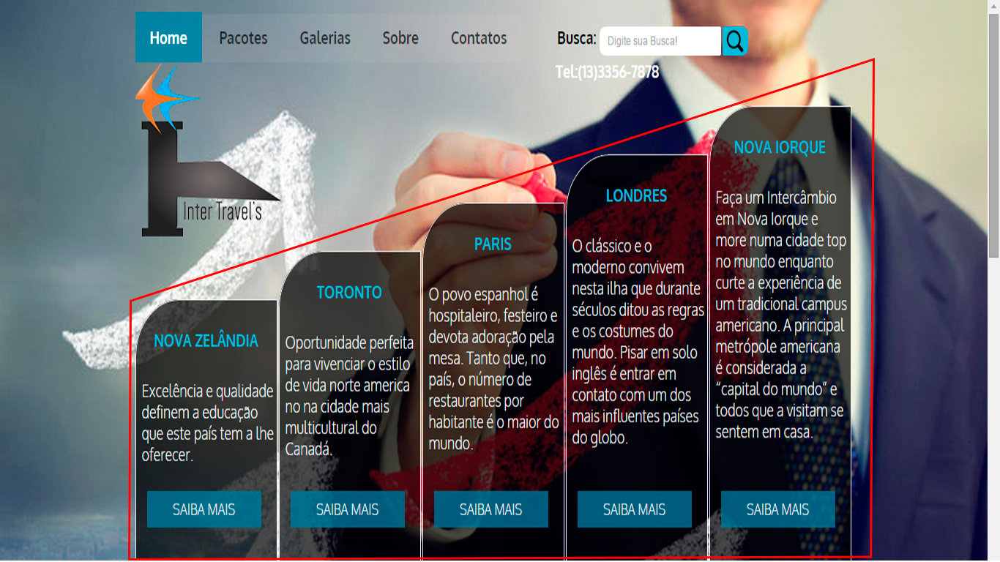 Home Pacotes Galerias Sobre Contatos Busca: Digite sua Busca!
Tel:(13)3356-7878
Inter Travel's
NOVA ZELÂNDIA
Excelência e qualidade
definem a educação
que este país tem a lhe
oferecer.
SAIBA MAIS
TORONTO
Oportunidade perfeita
para vivenciar o estilo
de vida norte america
no na cidade mais
multicultural do
Canadá.
SAIBA MAIS
PARIS
O povo espanhol é
hospitaleiro, festeiro e
devota adoração pela
mesa. Tanto que, no
país, o número de
restaurantes por
habitante é o maior do
mundo.
SAIBA MAIS
LONDRES
O clássico e o
moderno convivem
nesta ilha que durante
séculos ditou as regras
e os costumes do
mundo. Pisar em solo
inglês é entrar em
contato com um dos
mais influentes países
do globo.
SAIBA MAIS
NOVA IORQUE
Faça um Intercâmbio
em Nova Iorque e
more numa cidade top
no mundo enquanto
curte a experiência de
um tradicional campus
americano. A principal
metrópole americana
é considerada a
“capital do mundo” e
todos que a visitam se
sentem em casa.
SAIBA MAIS